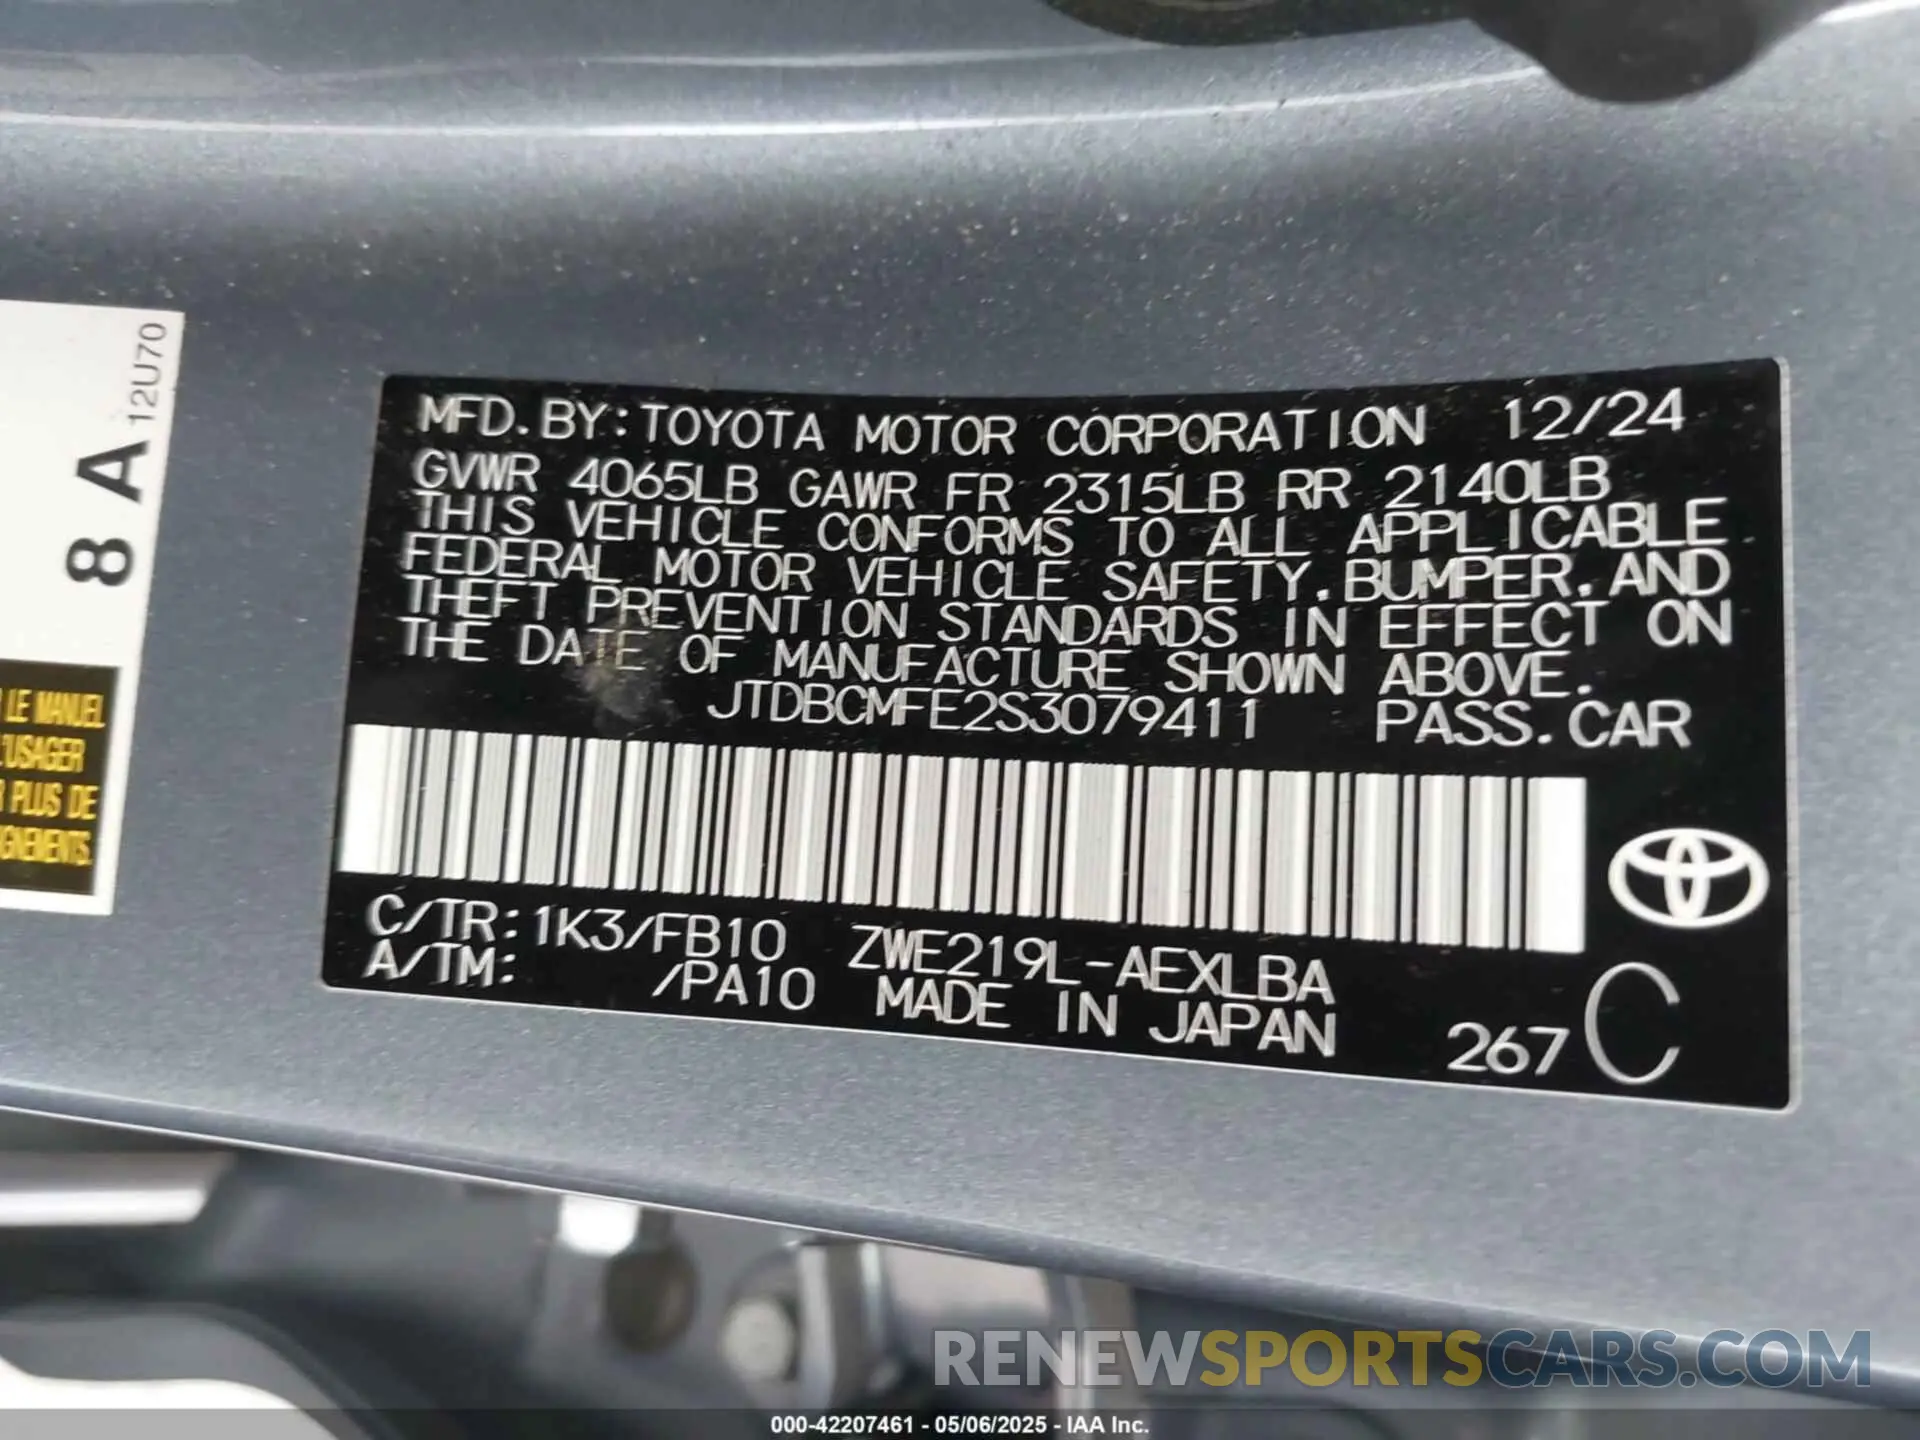 8 A 12U70
LE MANUEL
L'USAGER
PLUS DE
MFD. BY: TOYOTA MOTOR CORPORATION 12/24
GVWR 4065LB GAWR FR 2315LB RR 2140LB
THIS VEHICLE CONFORMS TO ALL APPLICABLE
FEDERAL MOTOR VEHICLE SAFETY. BUMPER. AND
THEFT PREVENTION STANDARDS IN EFFECT ON
THE DATE OF MANUFACTURE SHOWN ABOVE.
JTDBCMFE2S3079411 PASS. CAR
C/TR: 1K3/FB10 ZWE219L-AEXLBA
A/TM: /PA10 MADE IN JAPAN 267 C
RENEWSPORTSCARS.COM
000-42207461 - 05/06/2025 - IAA Inc.